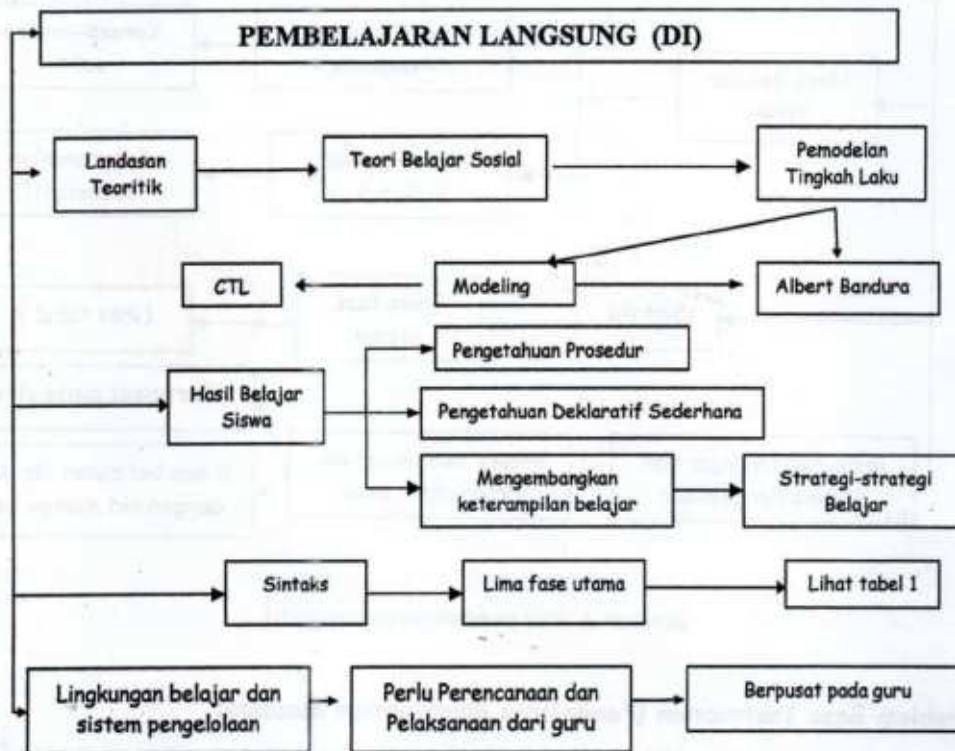 PEMBELAJARAN LANGSUNG (DI)
Landasan
Teoritik
Teori Belajar Sosial
Pemodelan
Tingkah Laku
CTL
Modeling
Albert Bandura
Pengetahuan Prosedur
Hasil Belajar
Siswa
Pengetahuan Deklaratif Sederhana
Mengembangkan
keterampilan belajar
Strategi-strategi
Belajar
Sintaks
Lima fase utama
Lihat tabel 1
Lingkungan belajar dan
sistem pengelolaan
Perlu Perencanaan dan
Pelaksanaan dari guru
Berpusat pada guru